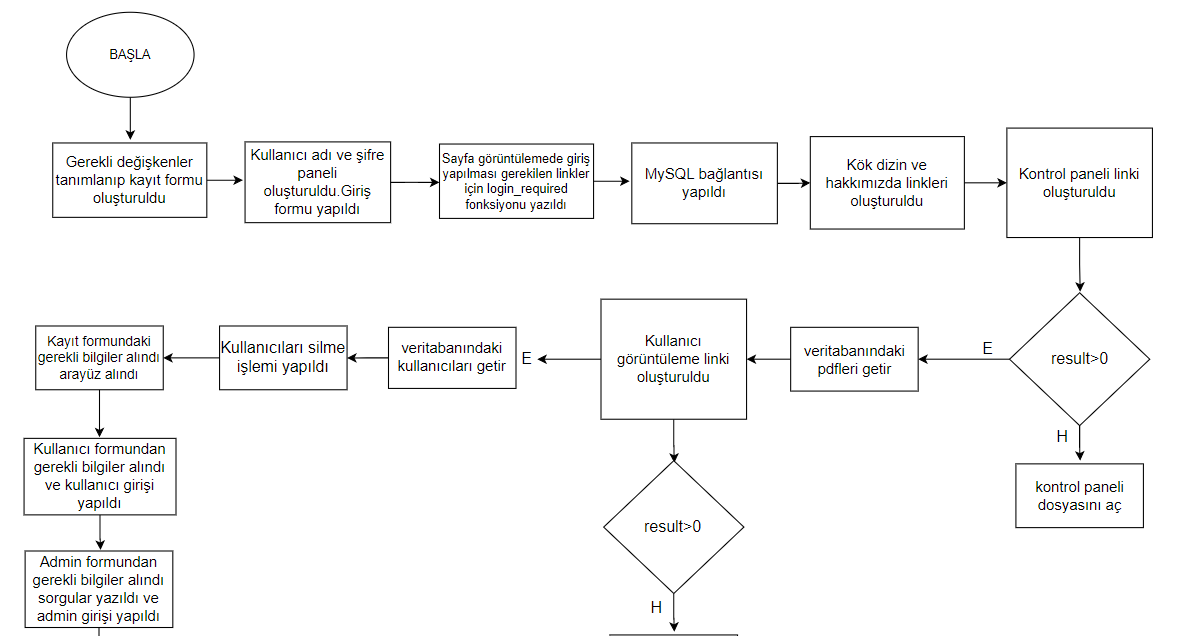 BAŞLA
Gerekli değişkenler
tanımlanıp kayıt formu
oluşturuldu
Kullanıcı adı ve şifre
paneli
oluşturuldu.Giriş
formu yapıldı
Sayfa görüntülemede giriş
yapılması gerekilen linkler
için login_required
fonksiyonu yazıldı
MySQL bağlantısı
yapıldı
Kök dizin ve
hakkımızda linkleri
oluşturuldu
Kontrol paneli linki
oluşturuldu
result>0
E
H
kontrol paneli
dosyasını aç
veritabanındaki
pdfleri getir
Kullanıcı
görüntüleme linki
oluşturuldu
E
result>0
H
veritabanındaki
kullanıcıları getir
Kullanıcıları silme
işlemi yapıldı
Kayıt formundaki
gerekli bilgiler alındı
arayüz alındı
Kullanıcı formundan
gerekli bilgiler alındı
ve kullanıcı girişi
yapıldı
Admin formundan
gerekli bilgiler alındı
sorgular yazıldı ve
admin girişi yapıldı